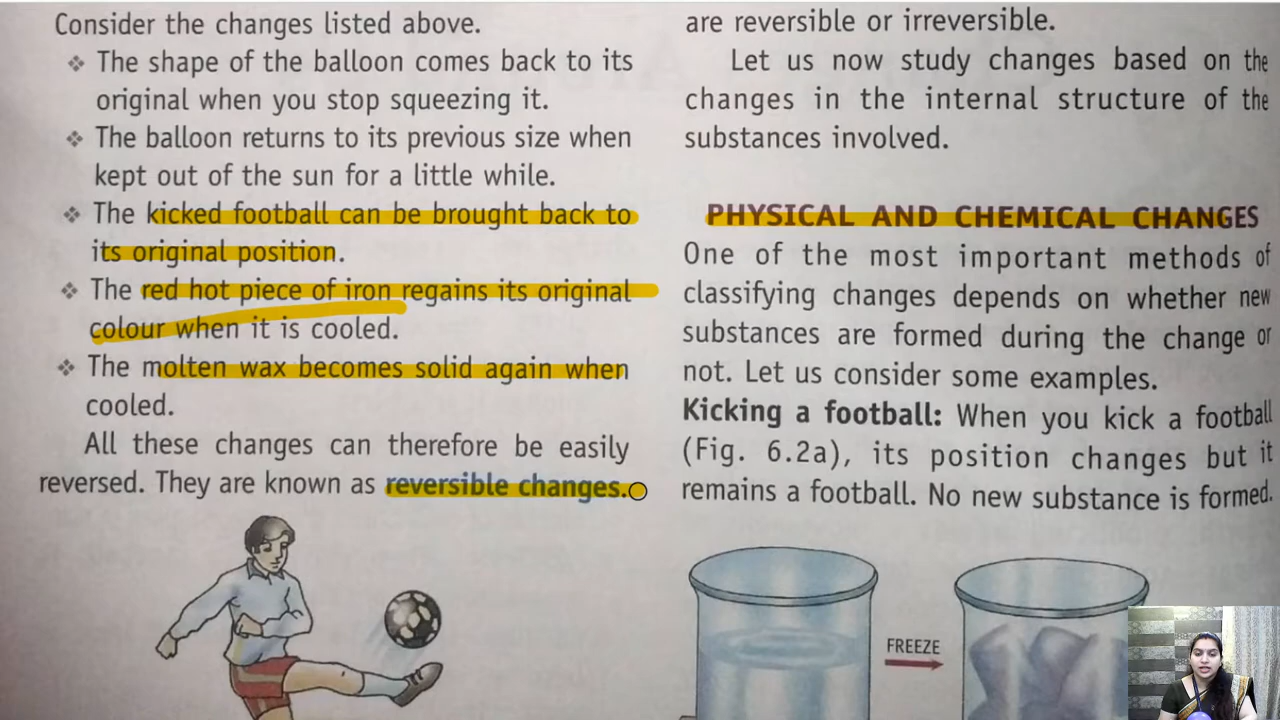 Consider the changes listed above.
❖ The shape of the balloon comes back to its
original when you stop squeezing it.
❖ The balloon returns to its previous size when
kept out of the sun for a little while.
❖ The kicked football can be brought back to
its original position.
❖ The red hot piece of iron regains its original
colour when it is cooled.
❖ The molten wax becomes solid again when
cooled.
All these changes can therefore be easily
reversed. They are known as reversible changes.
are reversible or irreversible.
Let us now study changes based on the
changes in the internal structure of the
substances involved.
PHYSICAL AND CHEMICAL CHANGES
One of the most important methods of
classifying changes depends on whether new
substances are formed during the change or
not. Let us consider some examples.
Kicking a football: When you kick a football
(Fig. 6.2a), its position changes but it
remains a football. No new substance is formed.
FREEZE